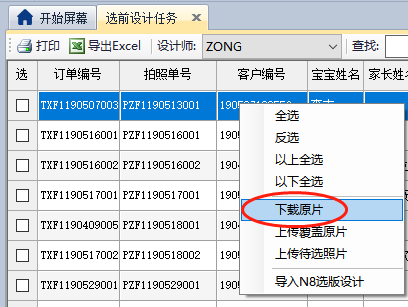 开始屏幕 选前设计任务
打印 导出Excel 设计师: ZONG 查找:
选 订单编号 拍照单号 客户编号 宝宝姓名 家长姓
TXF1190507003 PZF1190513001
TXF1190516001 PZF1190516001 1905
TXF1190516002 PZF1190516002 1905
TXF1190517001 PZF1190517001 1905
TXF1190409005 PZF1190518001 1904
TXF1190517002 PZF1190518002 1905
TXF1190529001 PZF1190529001 1905
全选
反选
以上全选
以下全选
下载原片
上传覆盖原片
上传待选照片
导入N8选版设计